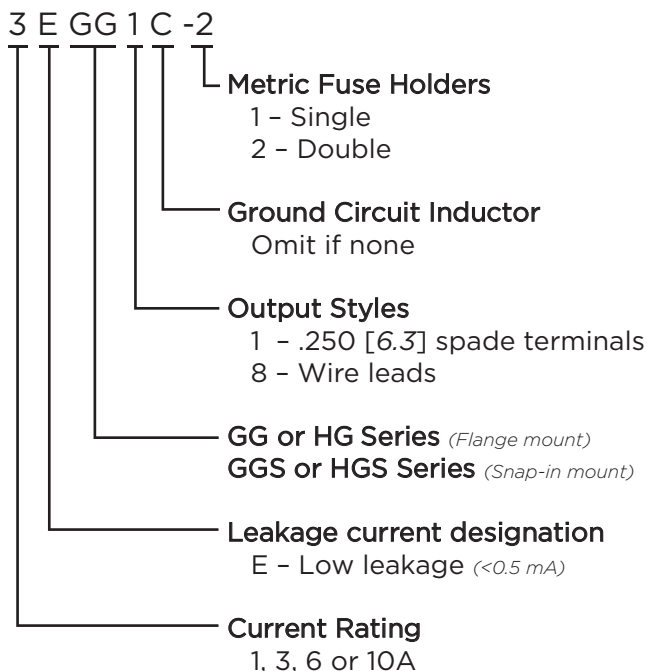 3 E GG 1 C -2
Metric Fuse Holders
1 – Single
2 – Double
Ground Circuit Inductor
Omit if none
Output Styles
1 – .250 [6.3] spade terminals
8 – Wire leads
GG or HG Series (Flange mount)
GGS or HGS Series (Snap-in mount)
Leakage current designation
E – Low leakage (<0.5 mA)
Current Rating
1, 3, 6 or 10A